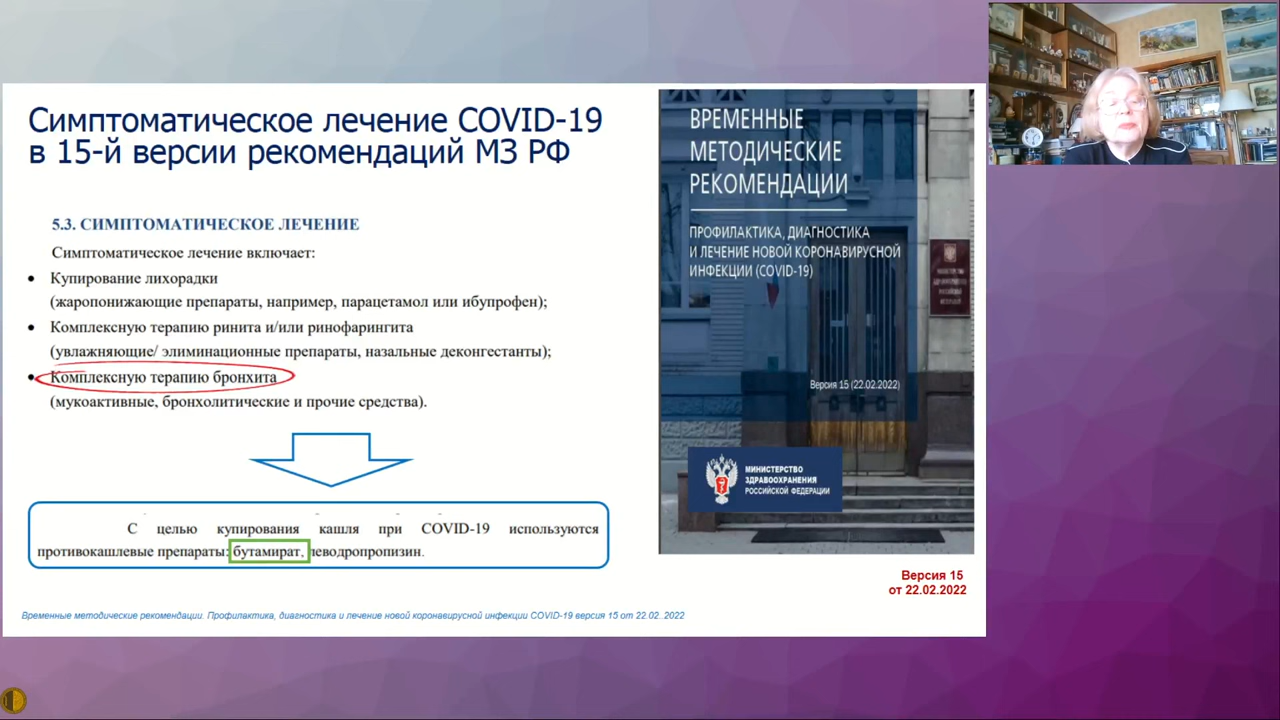 Симптоматическое лечение COVID-19
в 15-й версии рекомендаций МЗ РФ
5.3. СИМПТОМАТИЧЕСКОЕ ЛЕЧЕНИЕ
Симптоматическое лечение включает:
• Купирование лихорадки
(жаропонижающие препараты, например, парацетамол или ибупрофен);
• Комплексную терапию ринита и/или ринофарингита
(увлажняющие/ элиминационные препараты, назальные деконгестанты);
• Комплексную терапию бронхита
(мукоактивные, бронхолитические и прочие средства).
С целью купирования кашля при COVID-19 используются
противокашлевые препараты: бутамират, леводропропизин.
Временные методические рекомендации. Профилактика, диагностика и лечение новой коронавирусной инфекции COVID-19 версия 15 от 22.02..2022
ВРЕМЕННЫЕ
МЕТОДИЧЕСКИЕ
РЕКОМЕНДАЦИИ
ПРОФИЛАКТИКА, ДИАГНОСТИКА
И ЛЕЧЕНИЕ НОВОЙ КОРОНАВИРУСНОЙ
ИНФЕКЦИИ (COVID-19)
Версия 15 (22.02.2022)
МИНИСТЕРСТВО
ЗДРАВООХРАНЕНИЯ
РОССИЙСКОЙ ФЕДЕРАЦИИ
Версия 15
от 22.02.2022